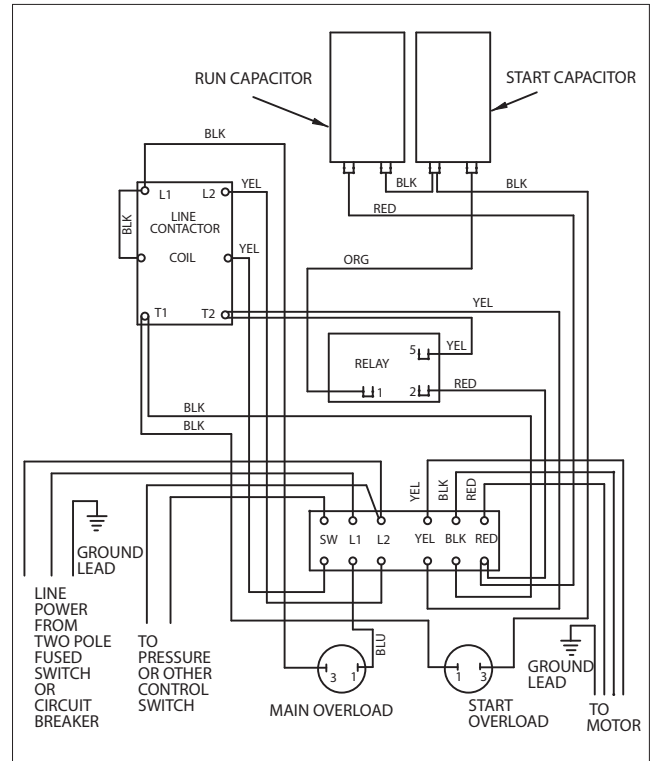 RUN CAPACITOR
START CAPACITOR
BLK
BLK
BLK
RED
L1
L2
YEL
BLK
LINE
CONTACTOR
COIL
YEL
ORG
T1
T2
YEL
5
YEL
RELAY
1
2
RED
BLK
BLK
YEL
BLK
RED
SW
L1
L2
YEL
BLK
RED
GROUND
LEAD
LINE
POWER
FROM
TWO POLE
FUSED
SWITCH
OR
CIRCUIT
BREAKER
TO
PRESSURE
OR OTHER
CONTROL
SWITCH
BLU
3
1
MAIN OVERLOAD
1
3
START
OVERLOAD
GROUND
LEAD
TO
MOTOR